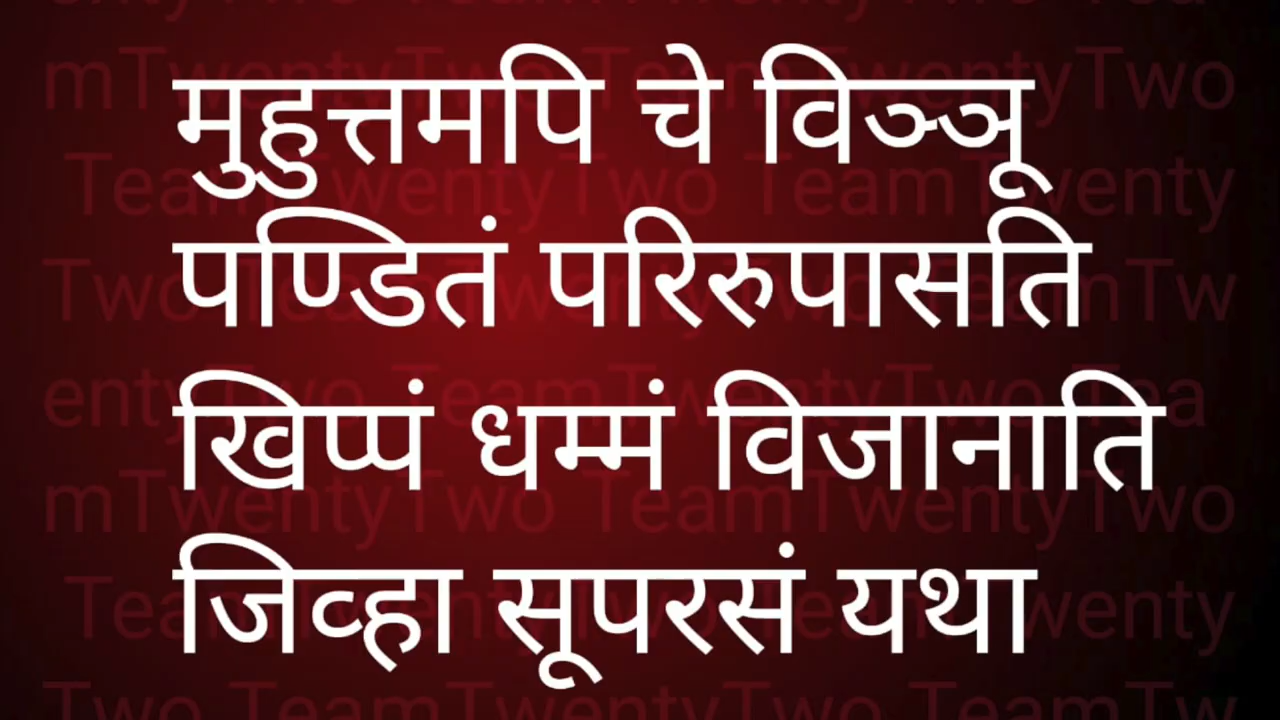 मुहुत्तमपि चे विञ्ञू
पण्डितं परिरुपासति
खिप्पं धम्मं विजानाति
जिव्हा सूपरसं यथा